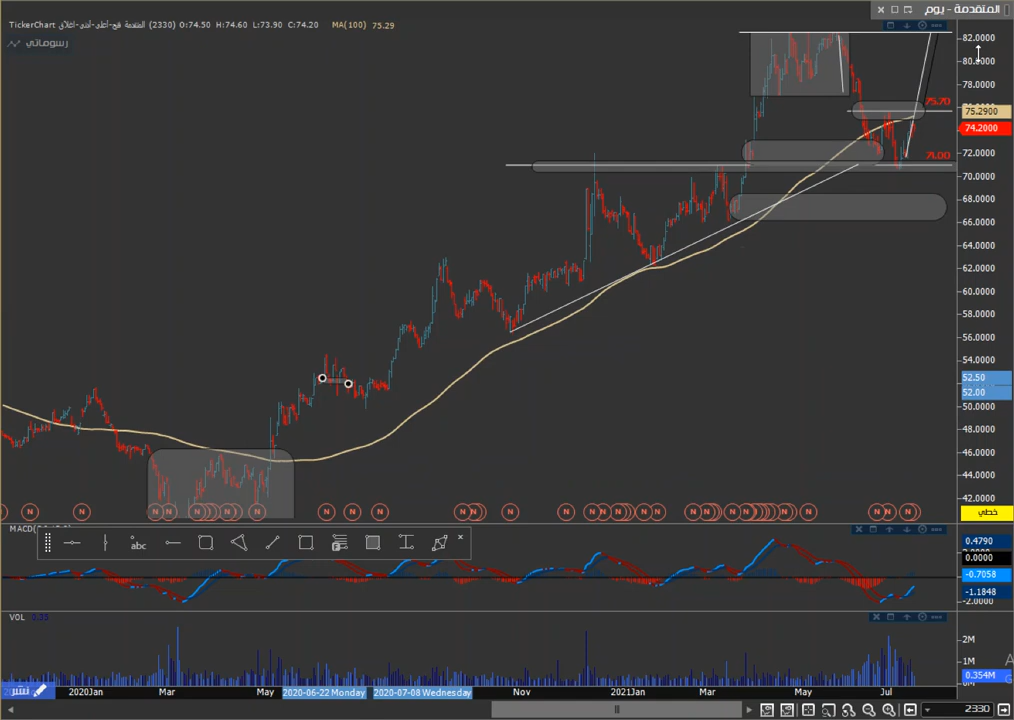 المتقدمة - يوم
TickerChart المتقدمة فتح-أعلى-أدنى-اغلاق (2330) O:74.50 H:74.60 L:73.90 C:74.20 MA(100) 75.29
رسوماتي
82.0000
80.0000
78.0000
75.70
75.2900
74.2000
72.0000
71.00
70.0000
68.0000
66.0000
64.0000
62.0000
60.0000
58.0000
56.0000
54.0000
52.50
52.00
50.0000
48.0000
46.0000
44.0000
42.0000
N N N N N N N N N N N N N N N N N N N N N N N N N N
خطي
abc
0.4790
0.0000
-0.7058
-1.1848
-2.0000
VOL 0.35
2M
1M
0.354M
نشر
2020Jan Mar May 2020-06-22 Monday 2020-07-08 Wednesday Nov 2021Jan Mar May Jul
2330